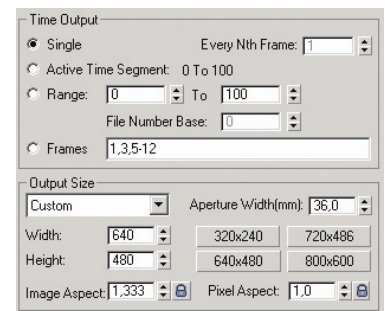 Time Output
Single Every Nth Frame: 1
Active Time Segment: 0 To 100
Range: 0 To 100
File Number Base: 0
Frames 1,3,5-12
Output Size
Custom Aperture Width(mm): 36,0
Width: 640 320x240 720x486
Height: 480 640x480 800x600
Image Aspect: 1,333 Pixel Aspect: 1,0